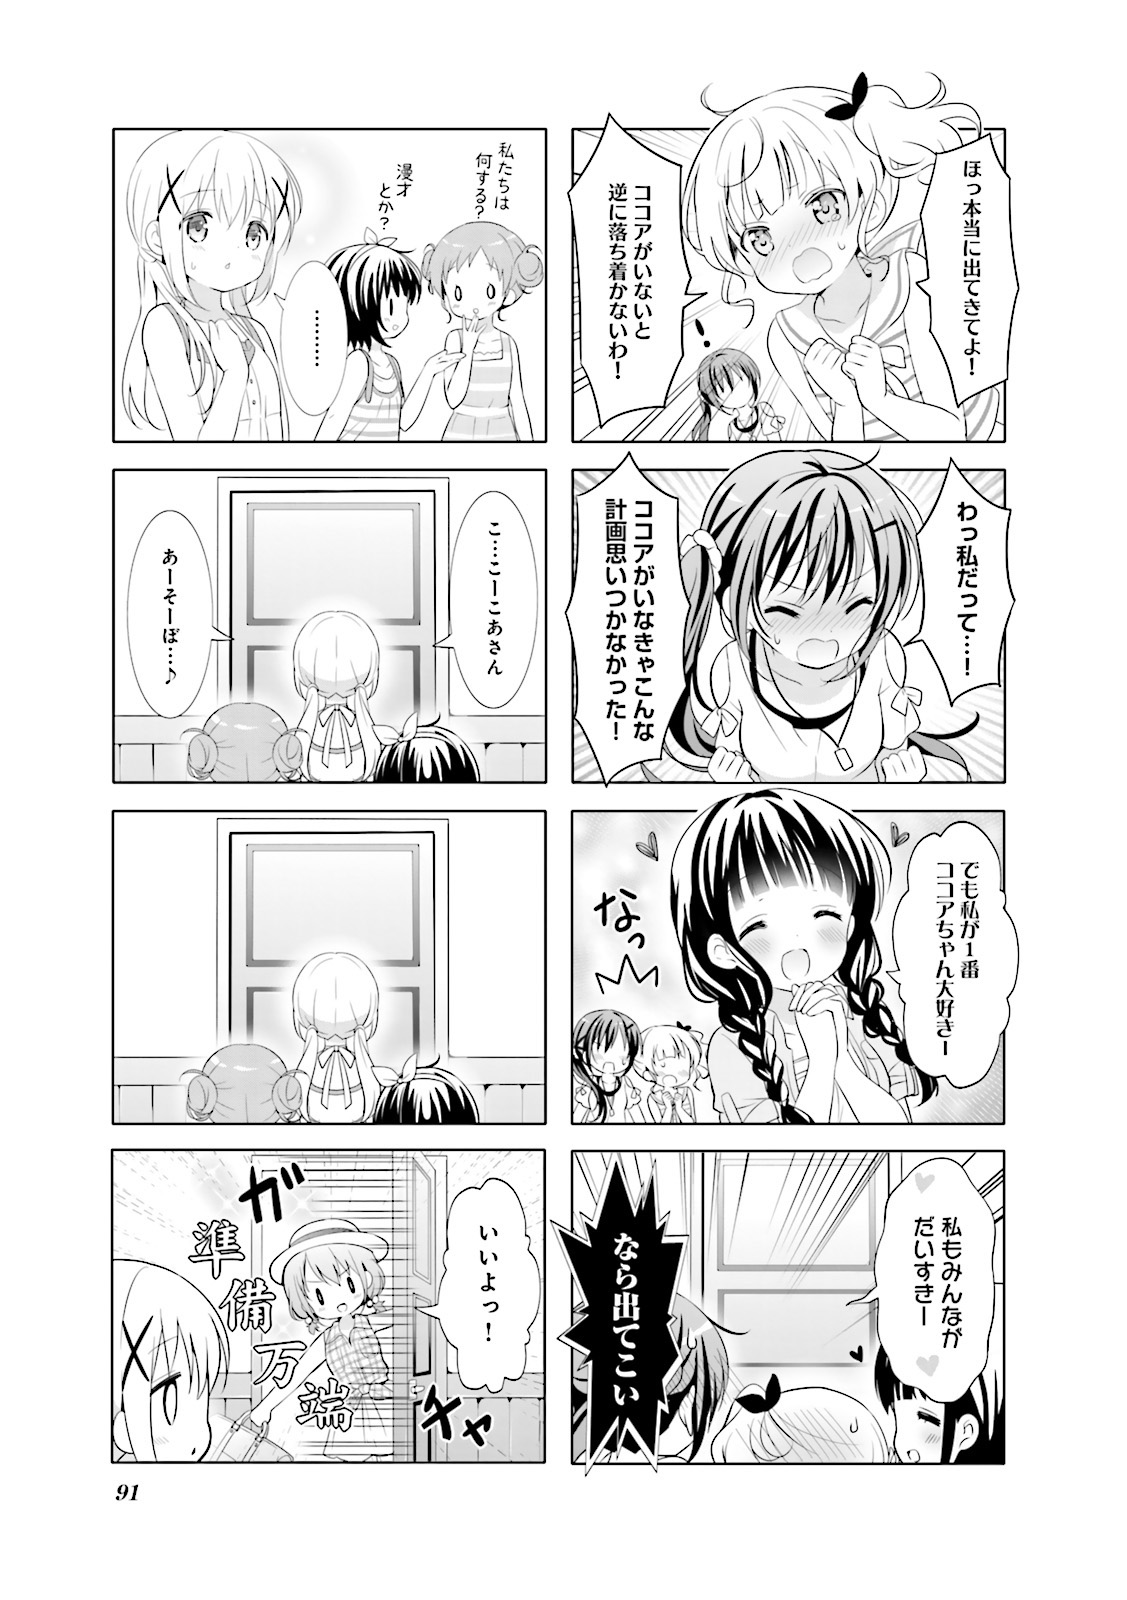 ほっ本当に出てきてよ！
ココアがいないと
逆に落ち着かないわ！
！
わっ私だって…！
ココアがいなきゃこんな
計画思いつかなかった！
でも私が1番
ココアちゃん大好きー
なっ
私もみんなが
だいすきー
なら出てこい
私たちは
何する？
漫才
とか？
……
こ…こーこあさん
あーそーぼ…♪
いいよっ！
ガ
チャ
準備万端
91